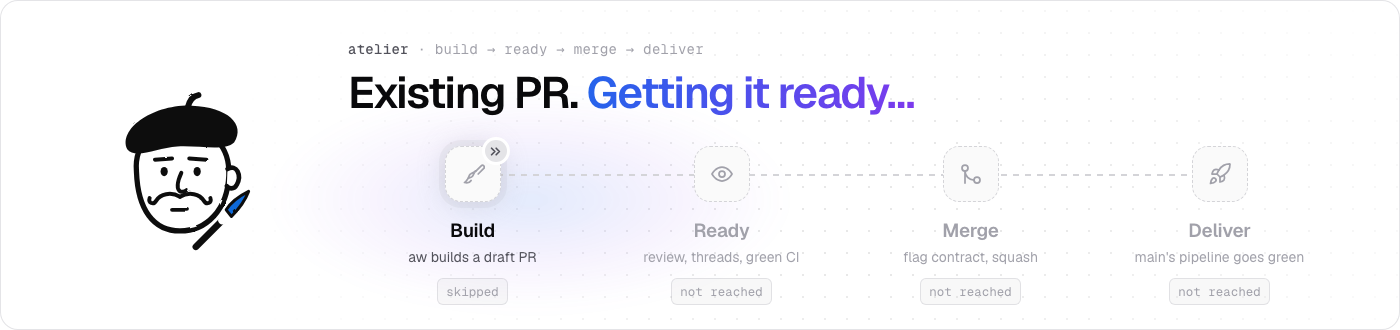 atelier · build → ready → merge → deliver
Existing PR. Getting it ready...
Build
aw builds a draft PR
skipped
Ready
review, threads, green CI
not reached
Merge
flag contract, squash
not reached
Deliver
main's pipeline goes green
not reached